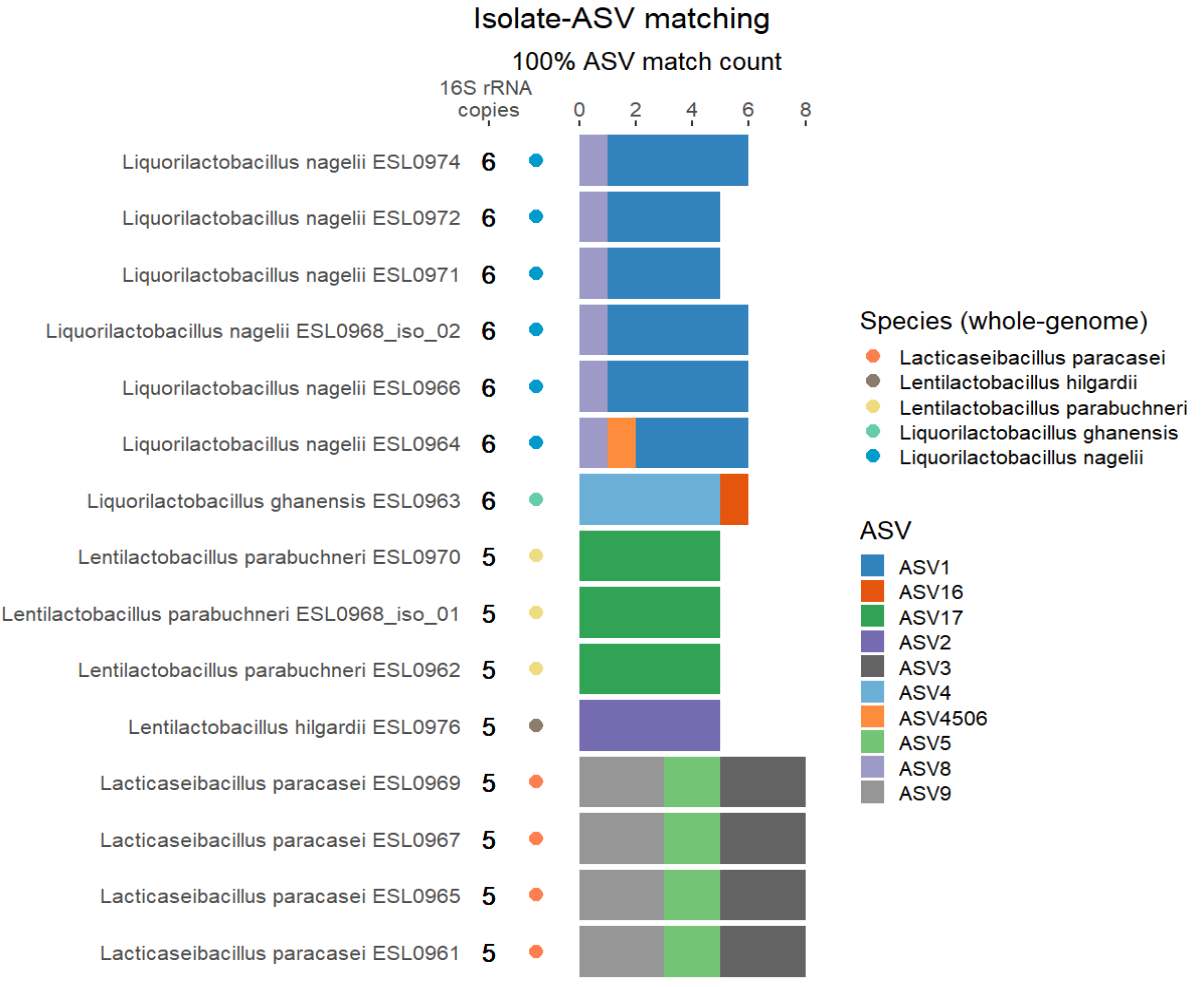 Isolate-ASV matching
100% ASV match count
16S rRNA
copies
0 2 4 6 8
Liquorilactobacillus nagelii ESL0974 6
Liquorilactobacillus nagelii ESL0972 6
Liquorilactobacillus nagelii ESL0971 6
Liquorilactobacillus nagelii ESL0968_iso_02 6
Liquorilactobacillus nagelii ESL0966 6
Liquorilactobacillus nagelii ESL0964 6
Liquorilactobacillus ghanensis ESL0963 6
Lentilactobacillus parabuchneri ESL0970 5
Lentilactobacillus parabuchneri ESL0968_iso_01 5
Lentilactobacillus parabuchneri ESL0962 5
Lentilactobacillus hilgardii ESL0976 5
Lacticaseibacillus paracasei ESL0969 5
Lacticaseibacillus paracasei ESL0967 5
Lacticaseibacillus paracasei ESL0965 5
Lacticaseibacillus paracasei ESL0961 5
Species (whole-genome)
Lacticaseibacillus paracasei
Lentilactobacillus hilgardii
Lentilactobacillus parabuchneri
Liquorilactobacillus ghanensis
Liquorilactobacillus nagelii
ASV
ASV1
ASV16
ASV17
ASV2
ASV3
ASV4
ASV4506
ASV5
ASV8
ASV9